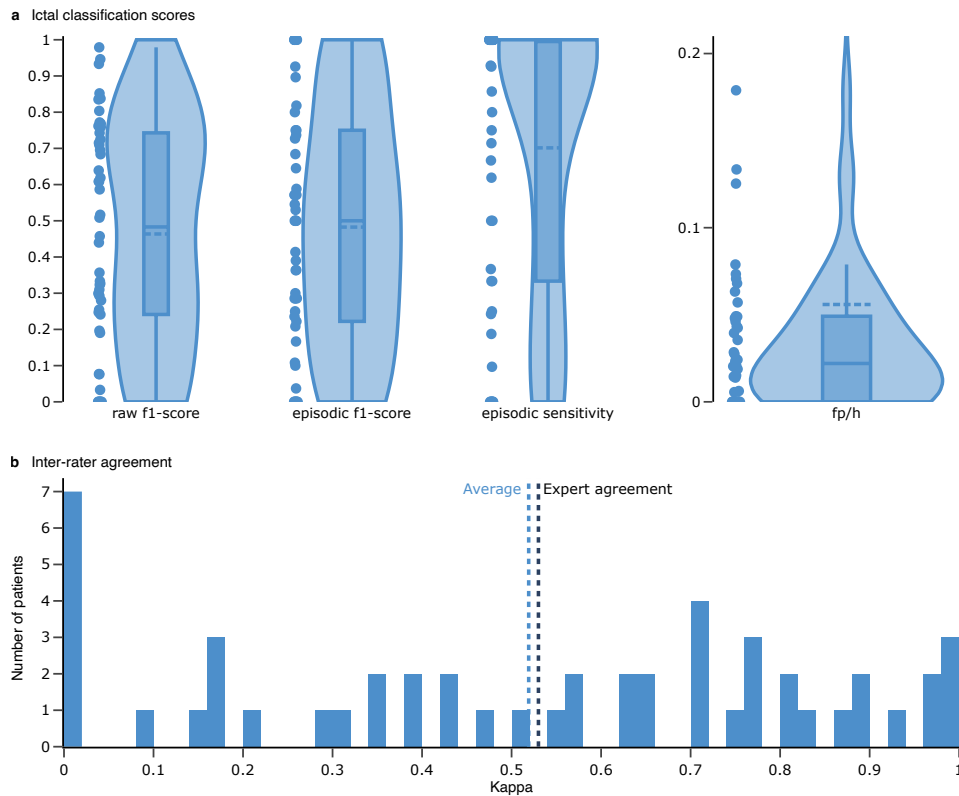 a Ictal classification scores
1
0.9
0.8
0.7
0.6
0.5
0.4
0.3
0.2
0.1
0
raw f1-score
episodic f1-score
episodic sensitivity
0.2
0.1
0
fp/h
b Inter-rater agreement
Average
Expert agreement
Number of patients
7
6
5
4
3
2
1
0
0 0.1 0.2 0.3 0.4 0.5 0.6 0.7 0.8 0.9 1
Kappa